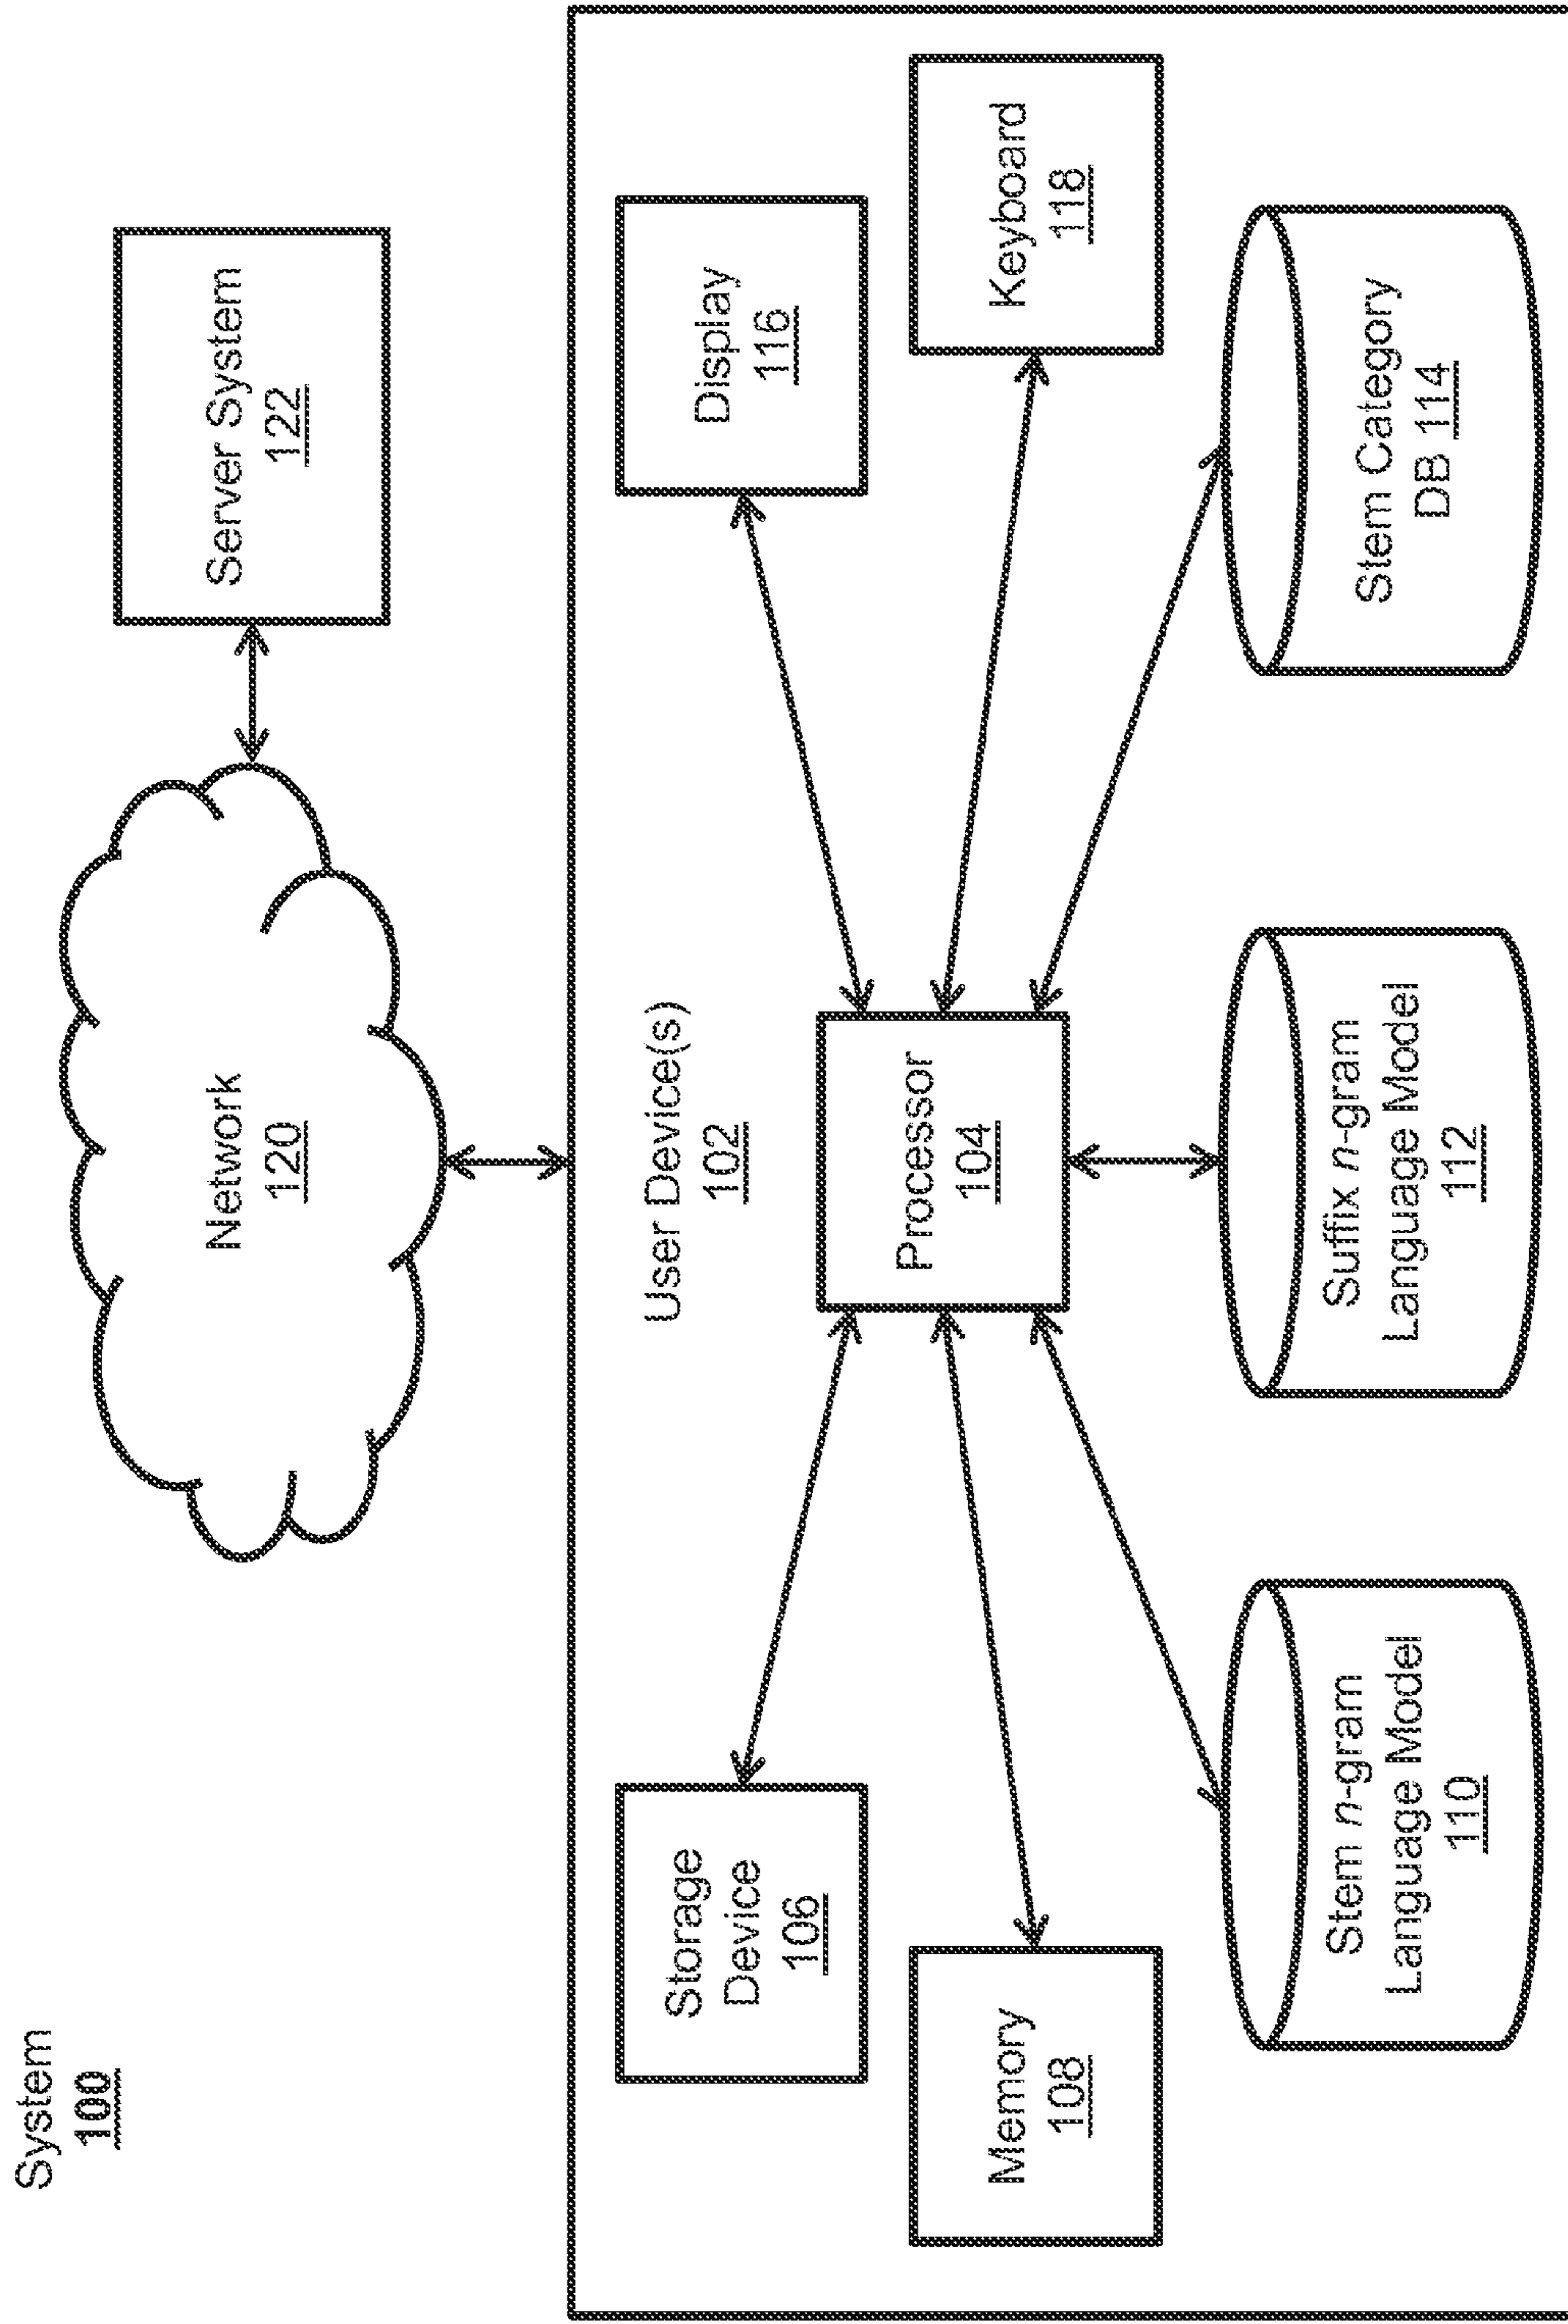 System
100
Network
120
Server System
122
User Device(s)
102
Storage
Device
106
Display
116
Processor
104
Memory
108
Keyboard
118
Stem n-gram
Language Model
110
Suffix n-gram
Language Model
112
Stem Category
DB 114